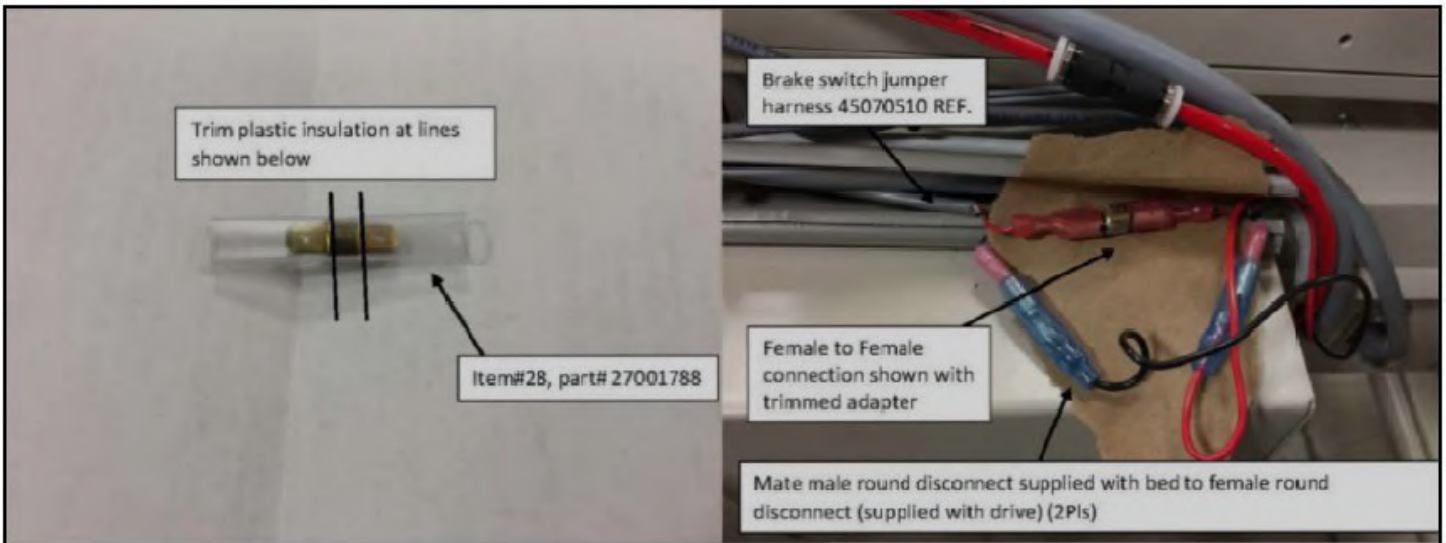 Trim plastic insulation at lines
shown below
Item#28, part# 27001788
Brake switch jumper
harness 45070510 REF.
Female to Female
connection shown with
trimmed adapter
Mate male round disconnect supplied with bed to female round
disconnect (supplied with drive) (2Pls)